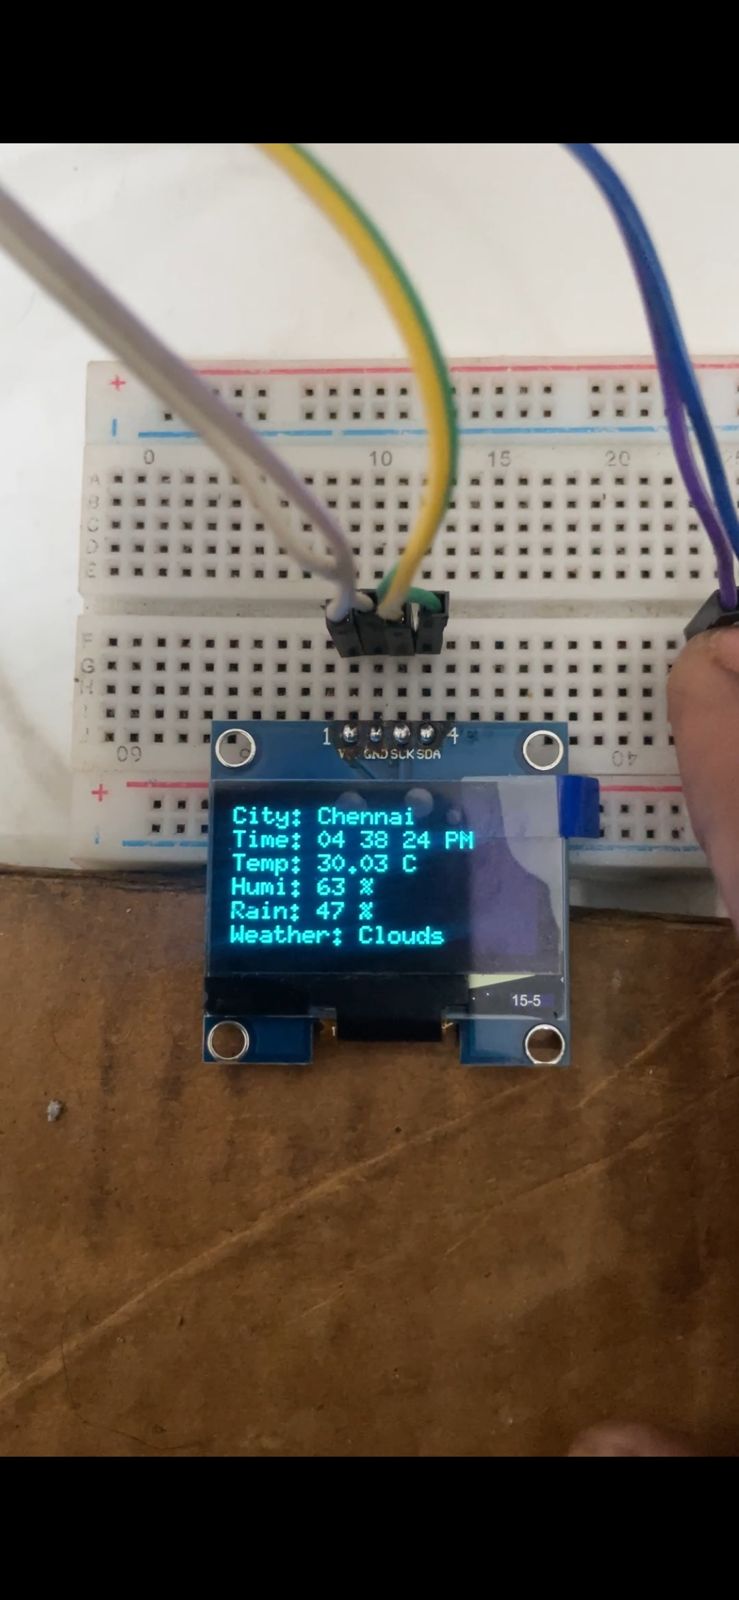 +
0 10 15 20
A
B
C
D
E
F
G
H
I
J
1 4
GND SCK SDA
60 40
+
City: Chennai
Time: 04 38 24 PM
Temp: 30.03 C
Humi: 63 %
Rain: 47 %
Weather: Clouds
15-5